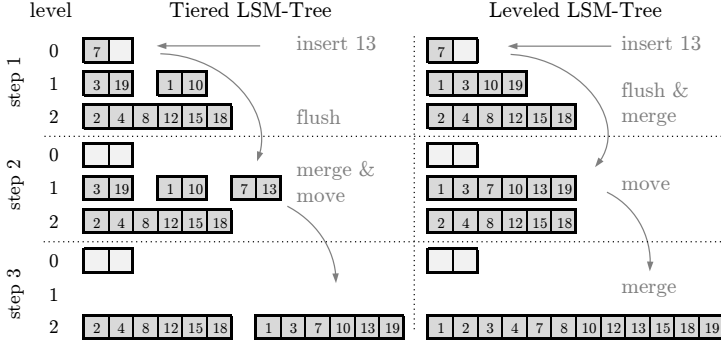 level Tiered LSM-Tree Leveled LSM-Tree
step 1
0 7 insert 13 7 insert 13
1 3 19 1 10 1 3 10 19 flush &
2 2 4 8 12 15 18 flush 2 4 8 12 15 18 merge
step 2
0 merge &
1 3 19 1 10 7 13 move 1 3 7 10 13 19 move
2 2 4 8 12 15 18 2 4 8 12 15 18
step 3
0 merge
1
2 2 4 8 12 15 18 1 3 7 10 13 19 1 2 3 4 7 8 10 12 13 15 18 19